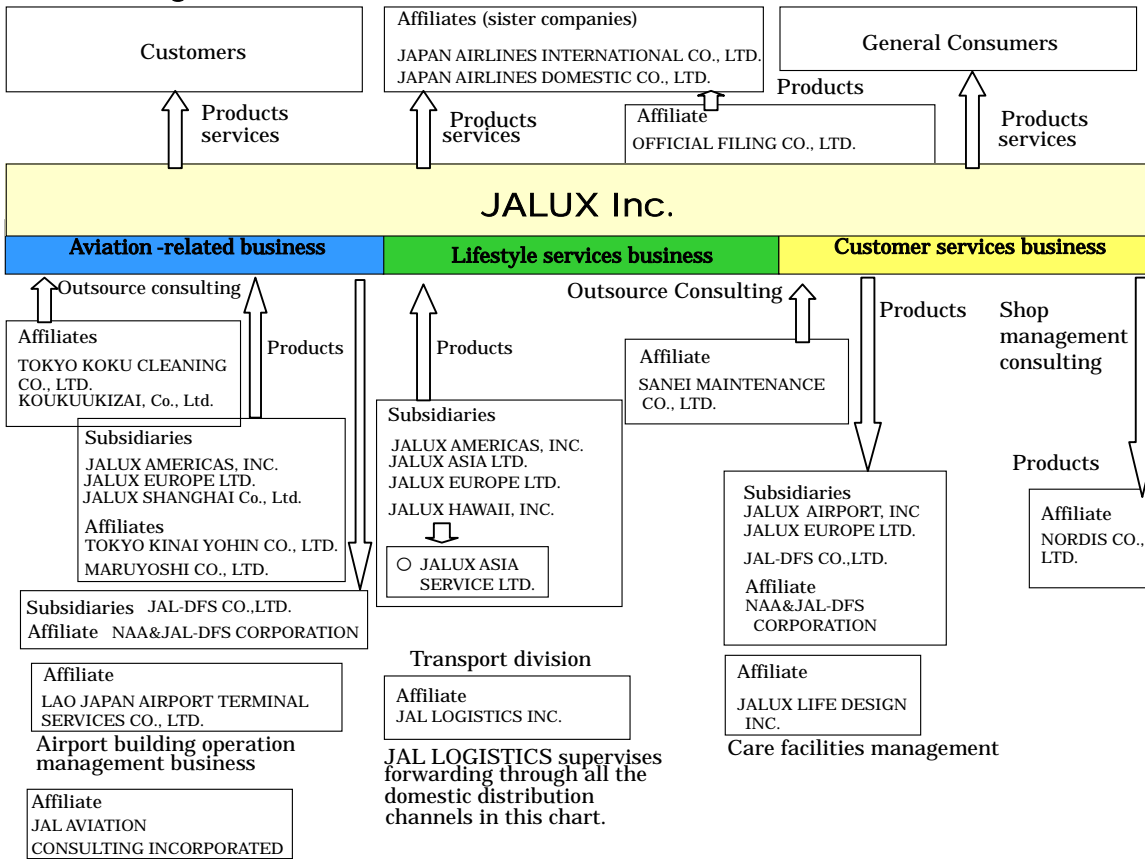 Customers
Affiliates (sister companies)
JAPAN AIRLINES INTERNATIONAL CO., LTD.
JAPAN AIRLINES DOMESTIC CO., LTD.
General Consumers
Products
services
Products
services
Products
Affiliate
OFFICIAL FILING CO., LTD.
Products
services
JALUX Inc.
Aviation -related business
Lifestyle services business
Customer services business
Outsource consulting
Affiliates
TOKYO KOKU CLEANING
CO., LTD.
KOUKUUKIZAI, Co., Ltd.
Products
Subsidiaries
JALUX AMERICAS, INC.
JALUX EUROPE LTD.
JALUX SHANGHAI Co., Ltd.
Affiliates
TOKYO KINAI YOHIN CO., LTD.
MARUYOSHI CO., LTD.
Subsidiaries JAL-DFS CO.,LTD.
Affiliate NAA&JAL-DFS CORPORATION
Affiliate
LAO JAPAN AIRPORT TERMINAL
SERVICES CO., LTD.
Airport building operation
management business
Affiliate
JAL AVIATION
CONSULTING INCORPORATED
Products
Subsidiaries
JALUX AMERICAS, INC.
JALUX ASIA LTD.
JALUX EUROPE LTD.
JALUX HAWAII, INC.
○ JALUX ASIA
SERVICE LTD.
Transport division
Affiliate
JAL LOGISTICS INC.
JAL LOGISTICS supervises
forwarding through all the
domestic distribution
channels in this chart.
Outsource Consulting
Affiliate
SANEI MAINTENANCE
CO., LTD.
Products
Subsidiaries
JALUX AIRPORT, INC
JALUX EUROPE LTD.
JAL-DFS CO.,LTD.
Affiliate
NAA&JAL-DFS
CORPORATION
Affiliate
JALUX LIFE DESIGN
INC.
Care facilities management
Shop
management
consulting
Products
Affiliate
NORDIS CO.,
LTD.